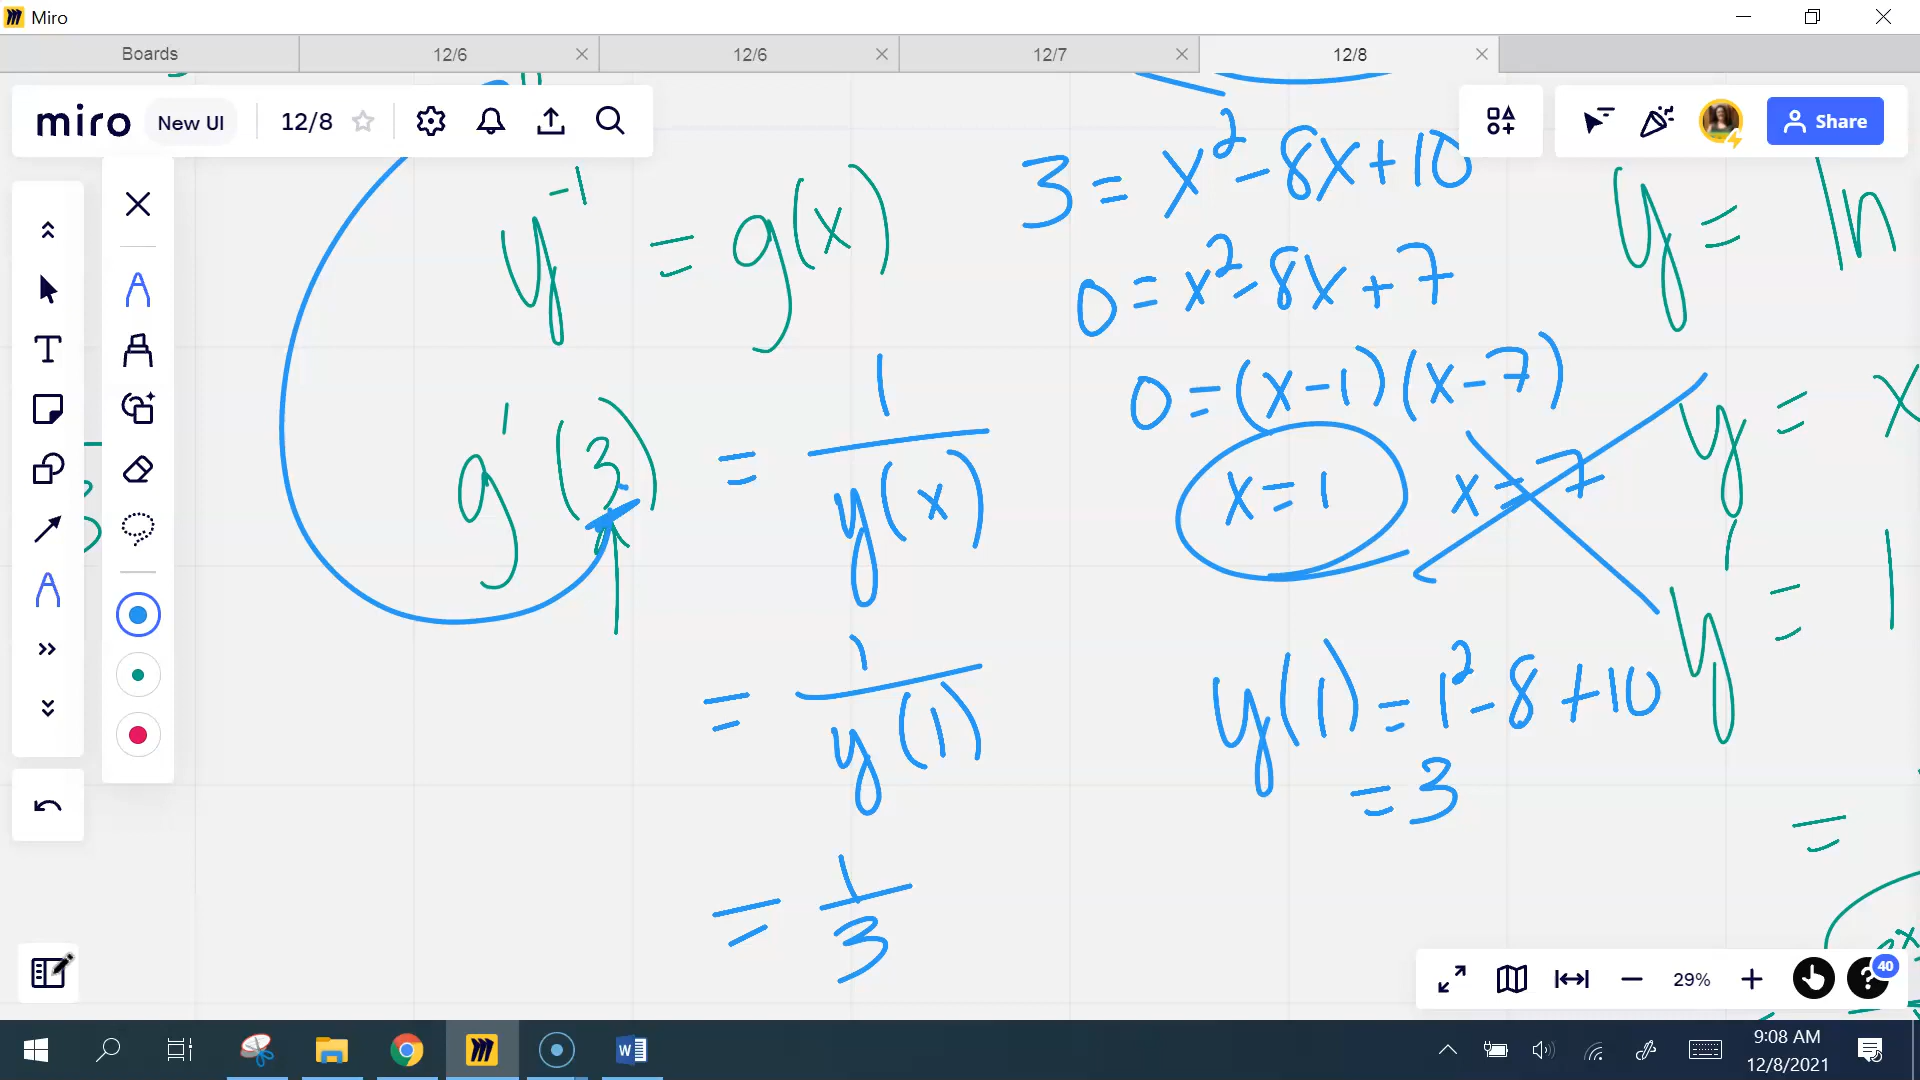 Miro
Boards 12/6 12/6 12/7 12/8
miro New UI 12/8
Share
y⁻¹ = g(x)
g'(3) = 1/y(x)
= 1/y(1)
= 1/3
3 = x² - 8x + 10
0 = x² - 8x + 7
0 = (x - 1)(x - 7)
x = 1 x = 7
y(1) = 1² - 8 + 10
= 3
y = ln
y = x
y' = 1
=
29%
40
9:08 AM
12/8/2021